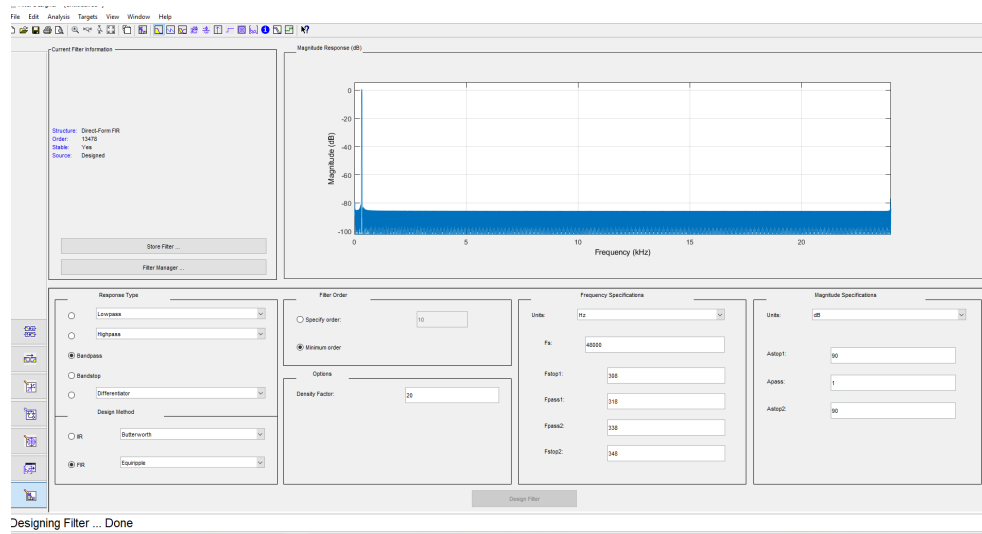 File Edit Analysis Targets View Window Help
Current Filter Information
Structure: Direct-Form FIR
Order: 13478
Stable: Yes
Source: Designed
Store Filter ...
Filter Manager ...
Magnitude Response (dB)
0
-20
-40
-60
-80
-100
Magnitude (dB)
0 5 10 15 20
Frequency (kHz)
Response Type
Lowpass
Highpass
Bandpass
Bandstop
Differentiator
Design Method
IIR Butterworth
FIR Equiripple
Filter Order
Specify order: 10
Minimum order
Options
Density Factor: 20
Frequency Specifications
Units: Hz
Fs: 48000
Fstop1: 308
Fpass1: 318
Fpass2: 338
Fstop2: 348
Magnitude Specifications
Units: dB
Astop1: 90
Apass: 1
Astop2: 90
Design Filter
Designing Filter ... Done